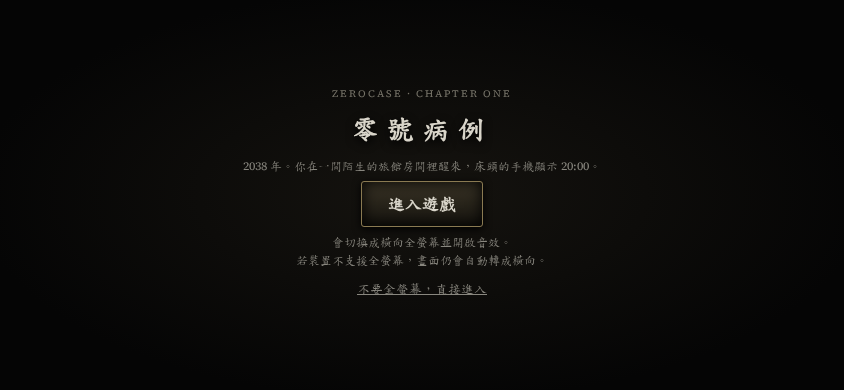 ZEROCASE · CHAPTER ONE
零號病例
2038 年。你在一間陌生的旅館房間裡醒來，床頭的手機顯示 20:00。
進入遊戲
會切換成橫向全螢幕並開啟音效。
若裝置不支援全螢幕，畫面仍會自動轉成橫向。
不要全螢幕，直接進入